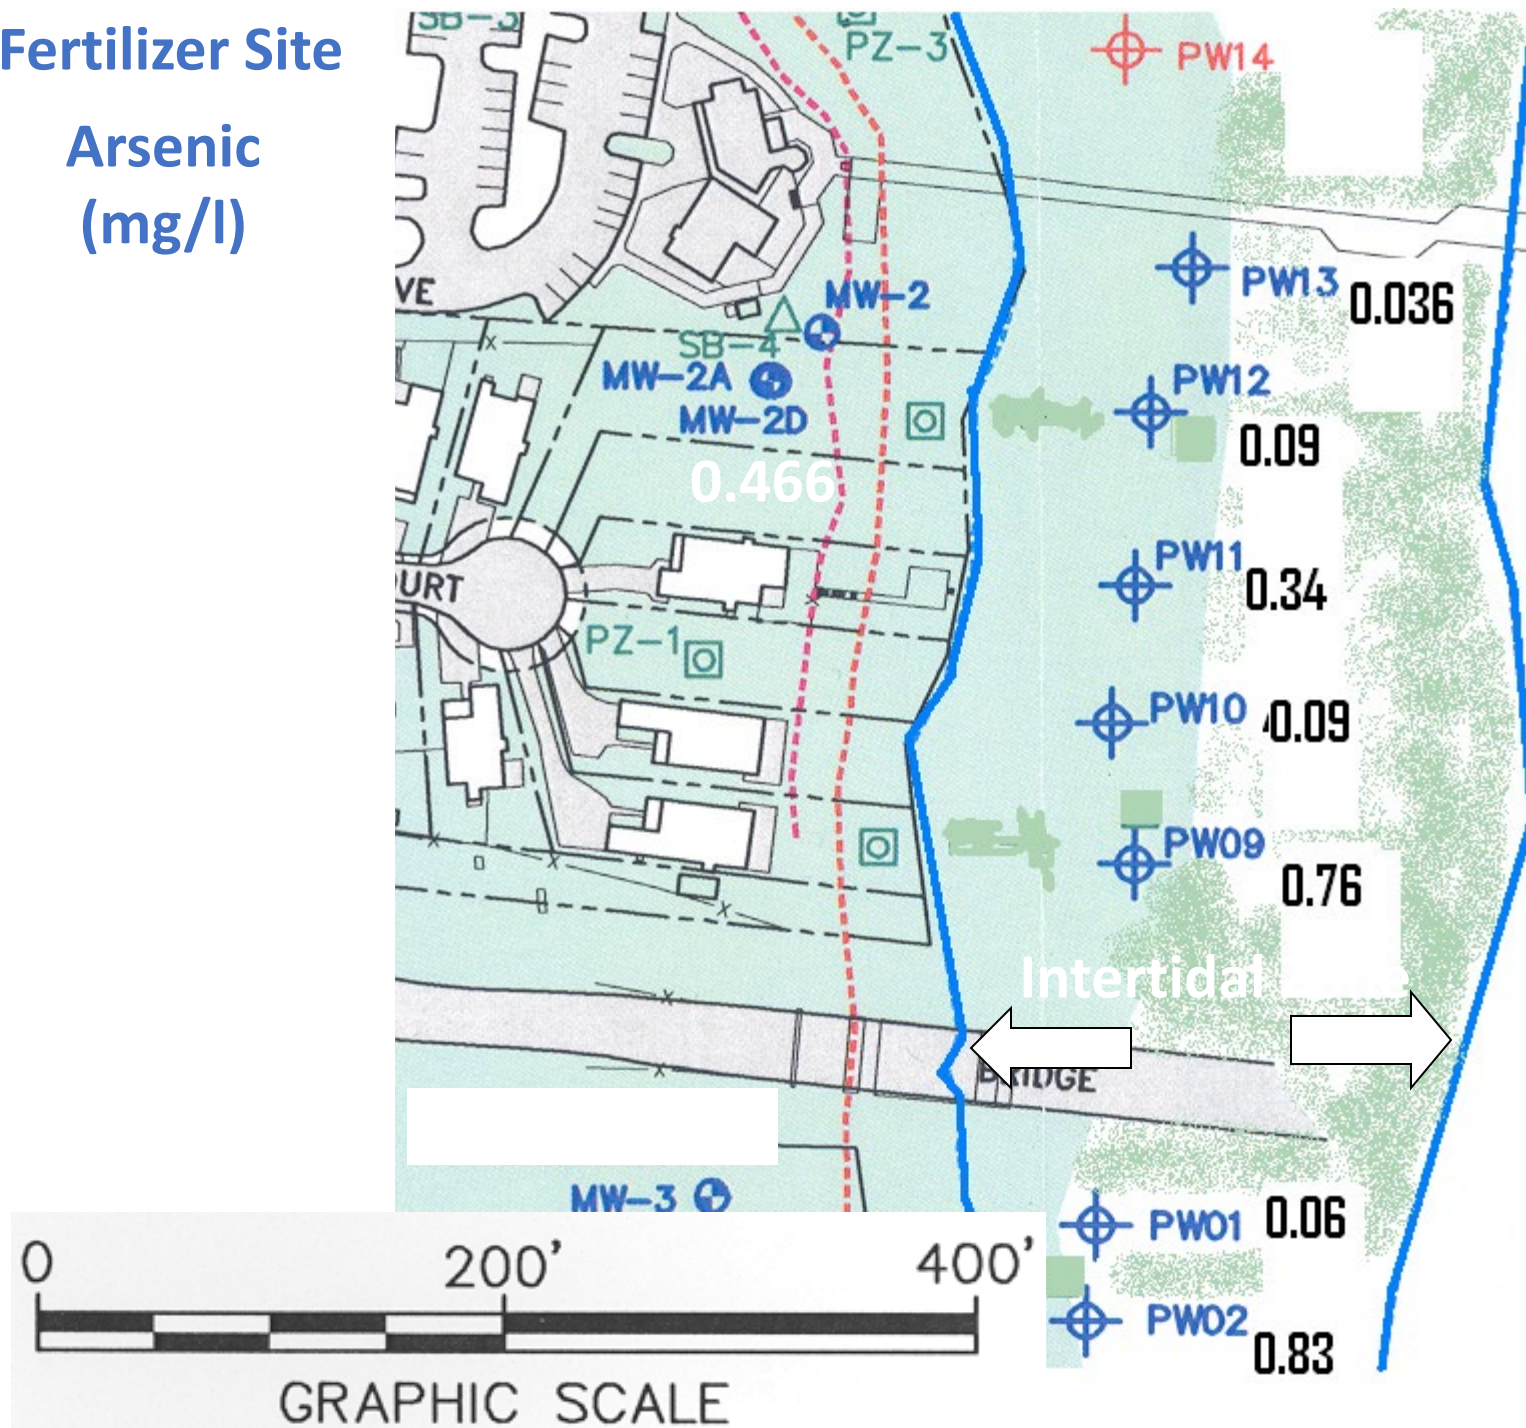 Fertilizer Site
Arsenic
(mg/l)
SB-3
PZ-3
PW14
VE
MW-2
PW13
0.036
SB-4
MW-2A
PW12
MW-2D
0.09
0.466
PW11
URT
0.34
PZ-1
PW10
0.09
PW09
0.76
Intertidal
BRIDGE
MW-3
PW01
0.06
0
200'
400'
PW02
0.83
GRAPHIC SCALE